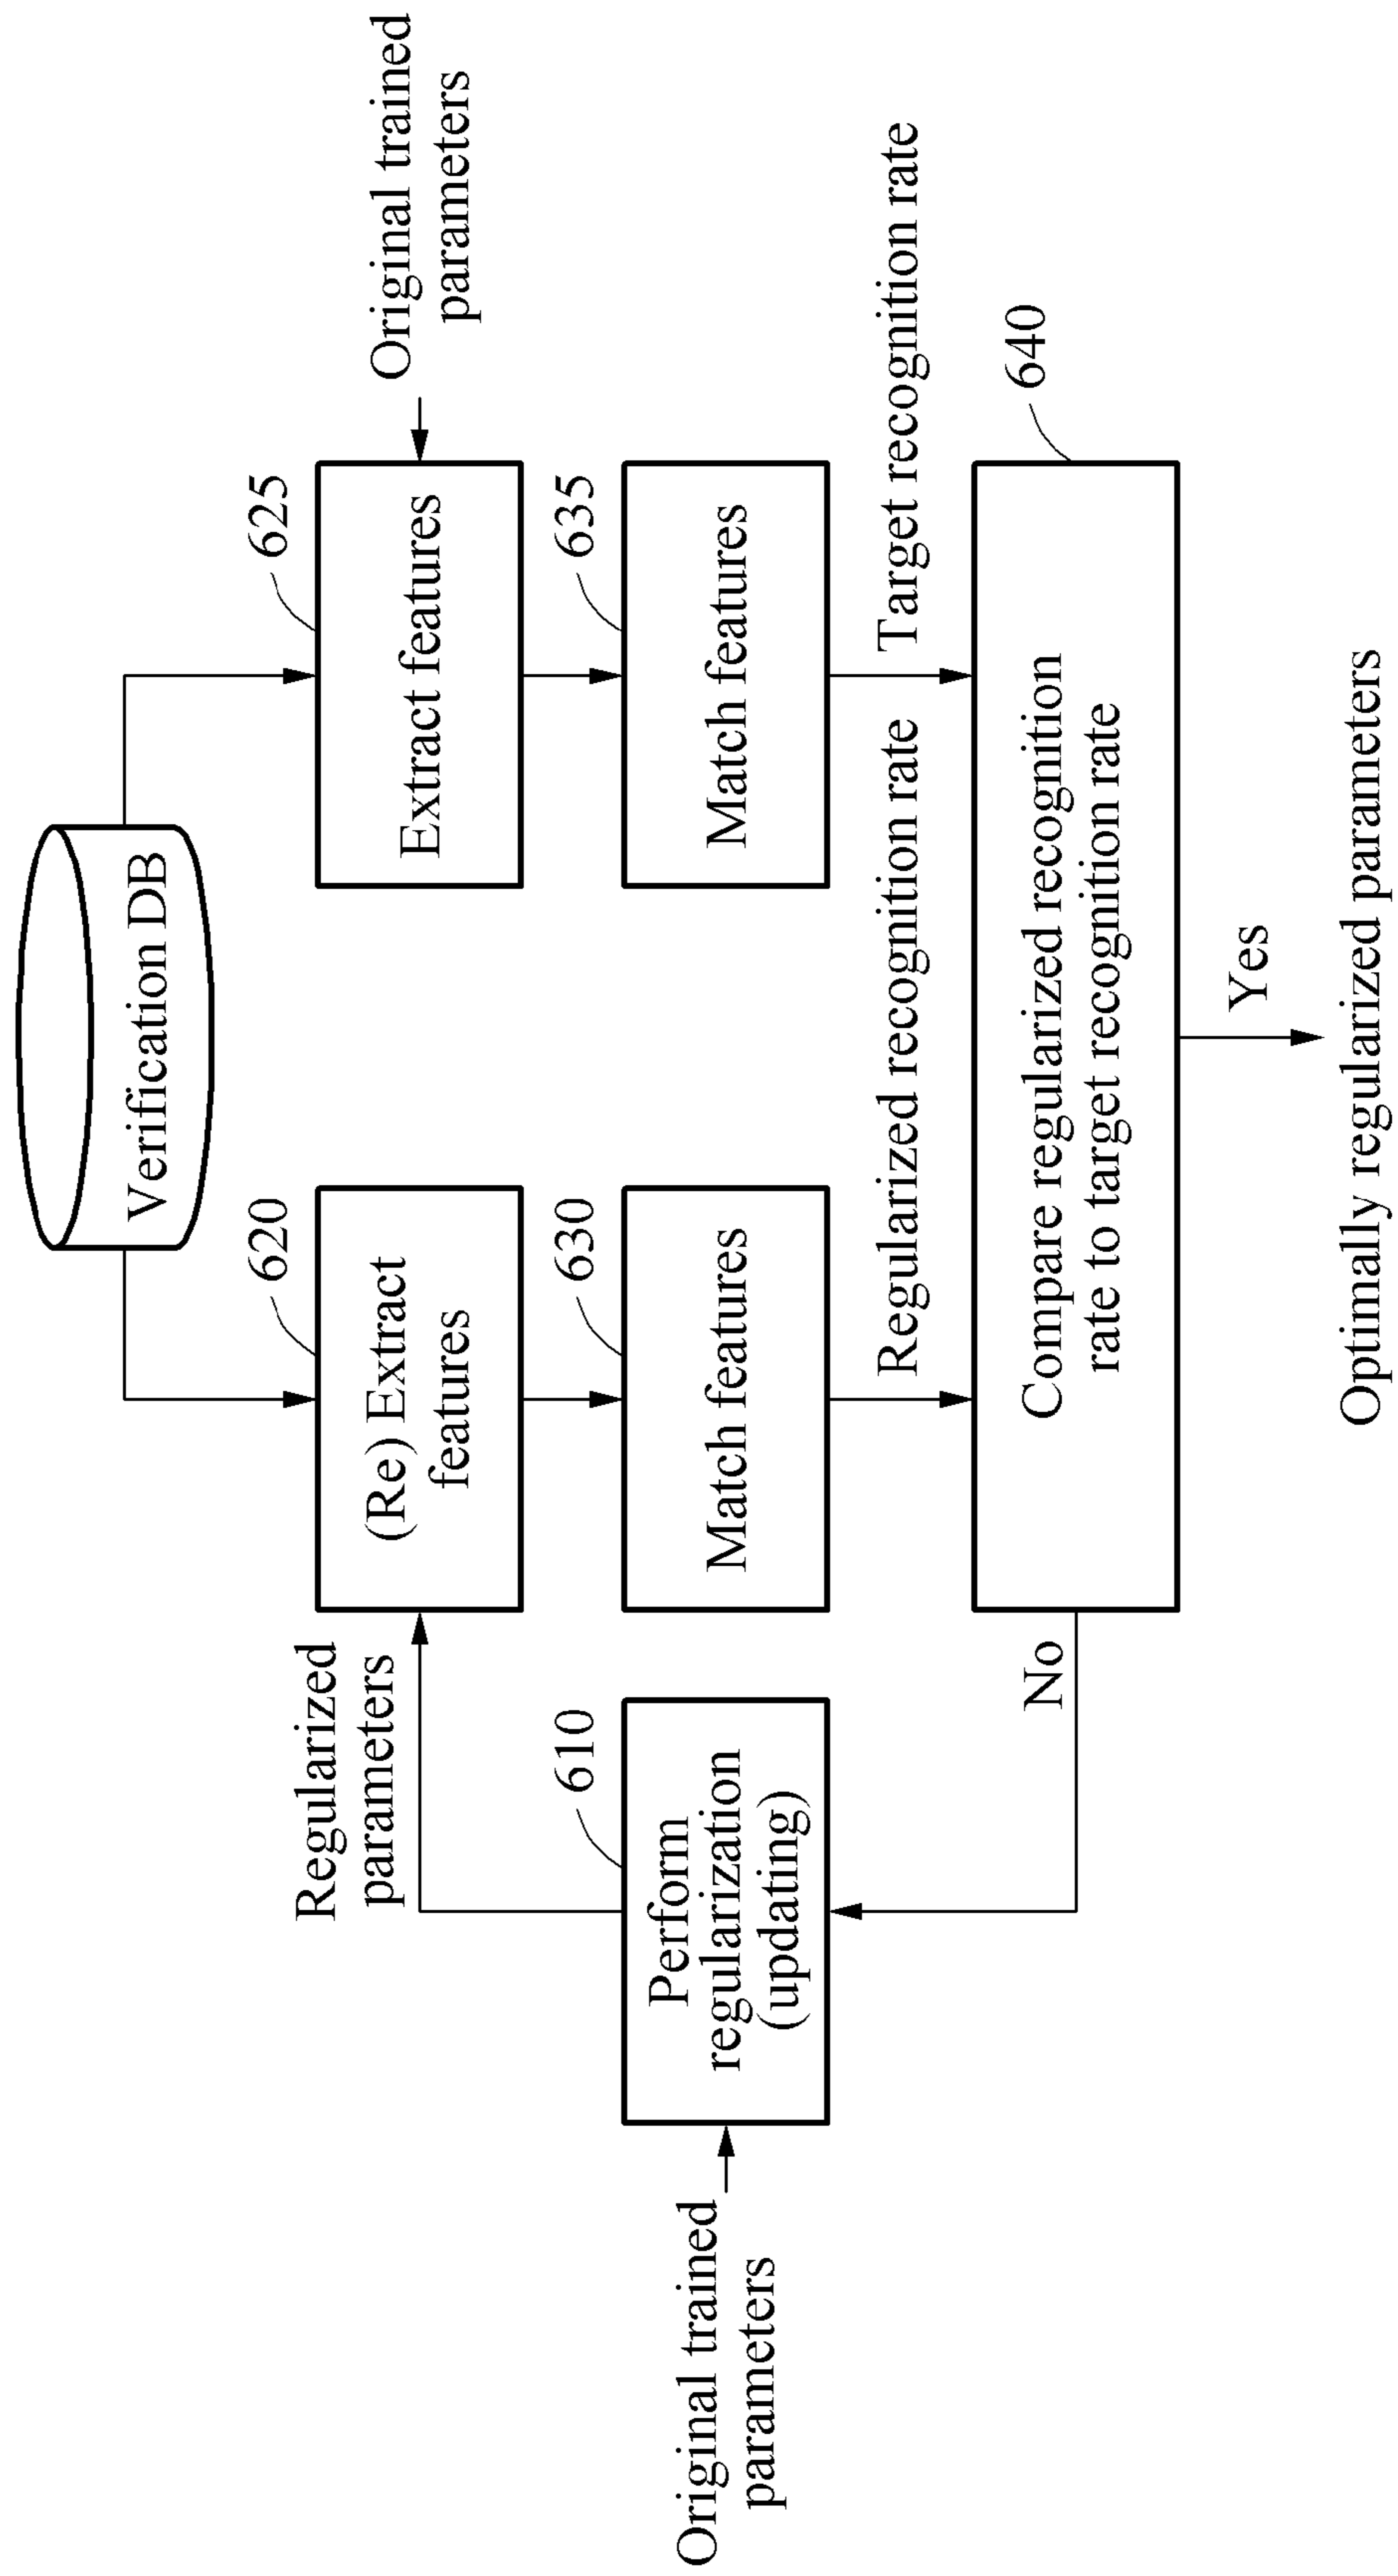 Verification DB
Original trained
parameters
Regularized
parameters
620
(Re) Extract
features
625
Extract features
Original trained
parameters
610
Perform
regularization
(updating)
630
Match features
635
Match features
Regularized recognition rate
Target recognition rate
No
Compare regularized recognition
rate to target recognition rate
640
Yes
Optimally regularized parameters